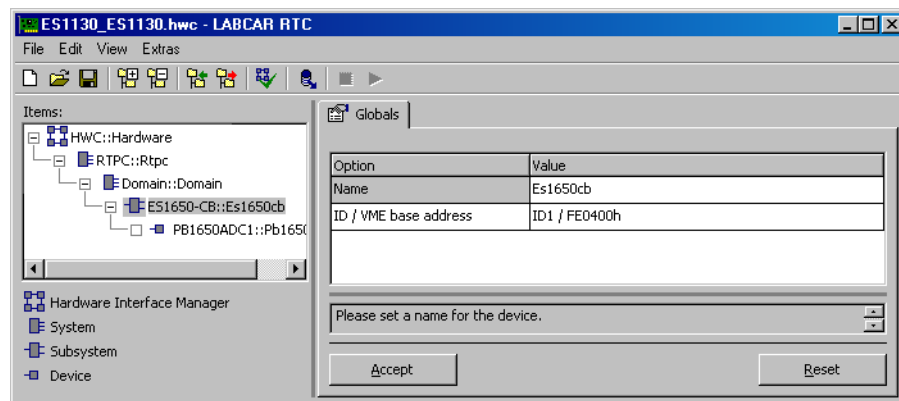 ES1130_ES1130.hwc - LABCAR RTC
File Edit View Extras
Items:
HWC::Hardware
RTPC::Rtpc
Domain::Domain
ES1650-CB::Es1650cb
PB1650ADC1::Pb1650
Hardware Interface Manager
System
Subsystem
Device
Globals
Option Value
Name Es1650cb
ID / VME base address ID1 / FE0400h
Please set a name for the device.
Accept Reset